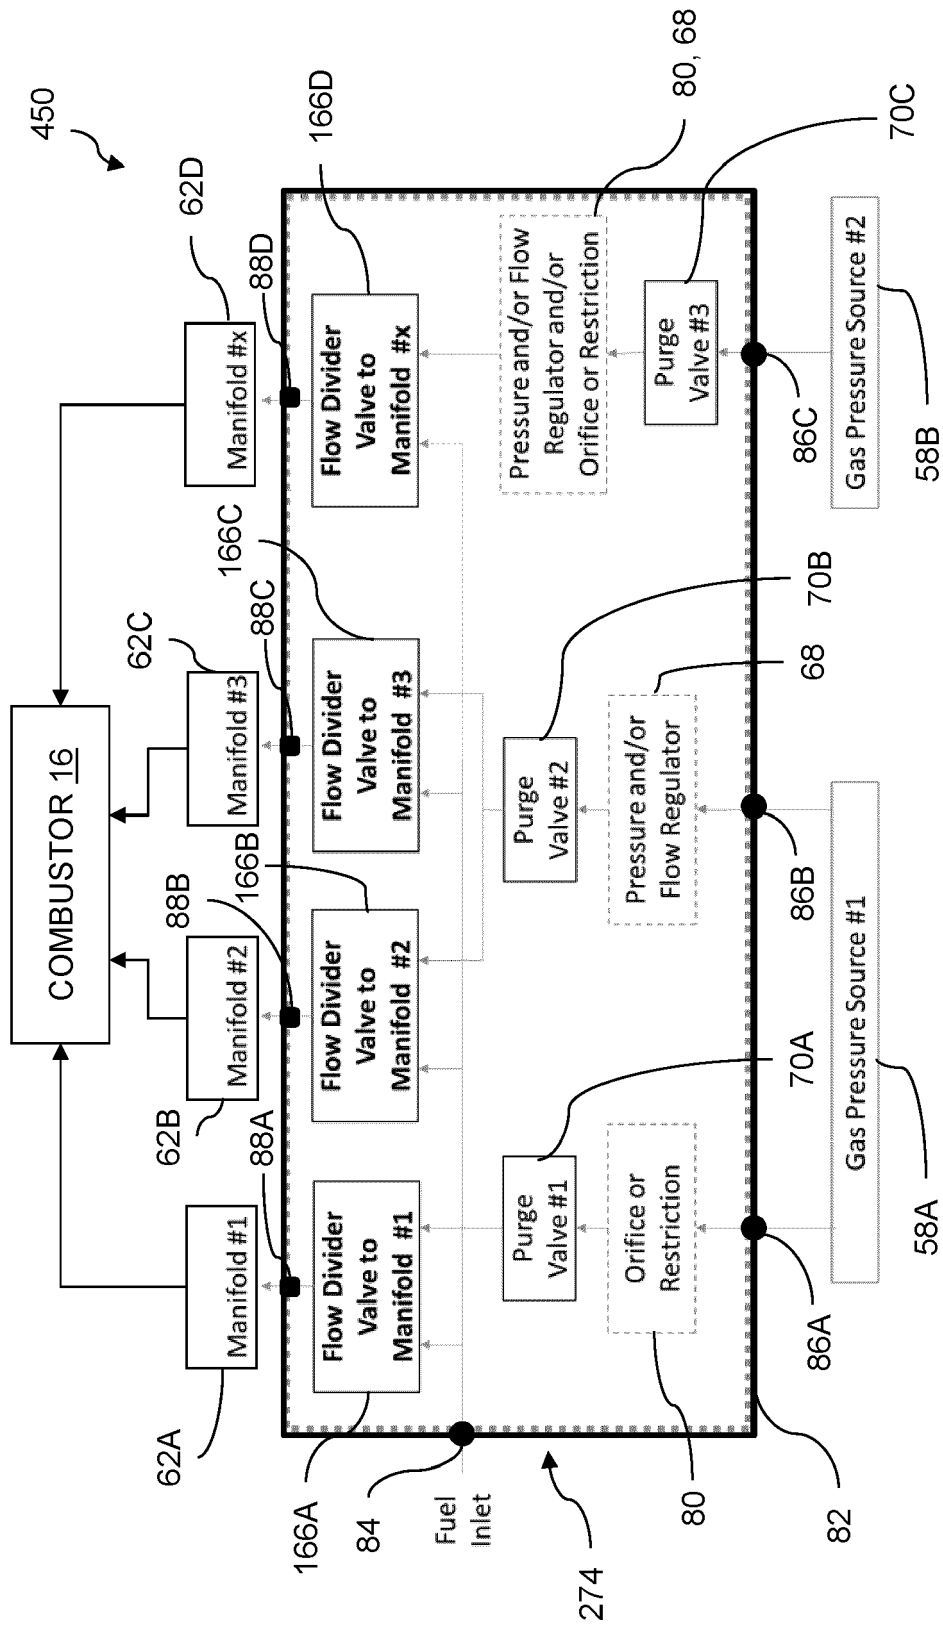 450
COMBUSTOR 16
62A
Manifold #1
62B
Manifold #2
62C
Manifold #3
62D
Manifold #x
88A
88B
88C
88D
166A
Flow Divider
Valve to
Manifold #1
166B
Flow Divider
Valve to
Manifold #2
166C
Flow Divider
Valve to
Manifold #3
166D
Flow Divider
Valve to
Manifold #x
84
Fuel
Inlet
274
Purge
Valve #1
70A
Purge
Valve #2
70B
Pressure and/or Flow
Regulator and/or
Orifice or Restriction
80, 68
Orifice or
Restriction
80
Pressure and/or
Flow Regulator
68
Purge
Valve #3
70C
82
86A
86B
86C
Gas Pressure Source #1
58A
Gas Pressure Source #2
58B